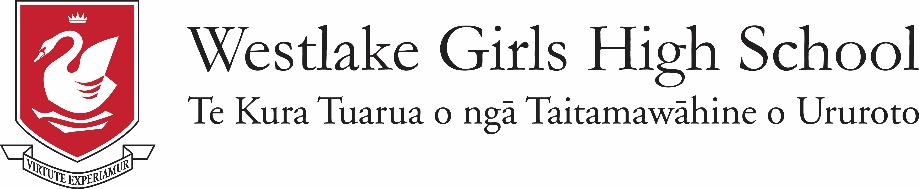 Westlake Girls High School
Te Kura Tuarua o ngā Taitamawāhine o Ururoto
VIRTUTE EXPERIAMUR